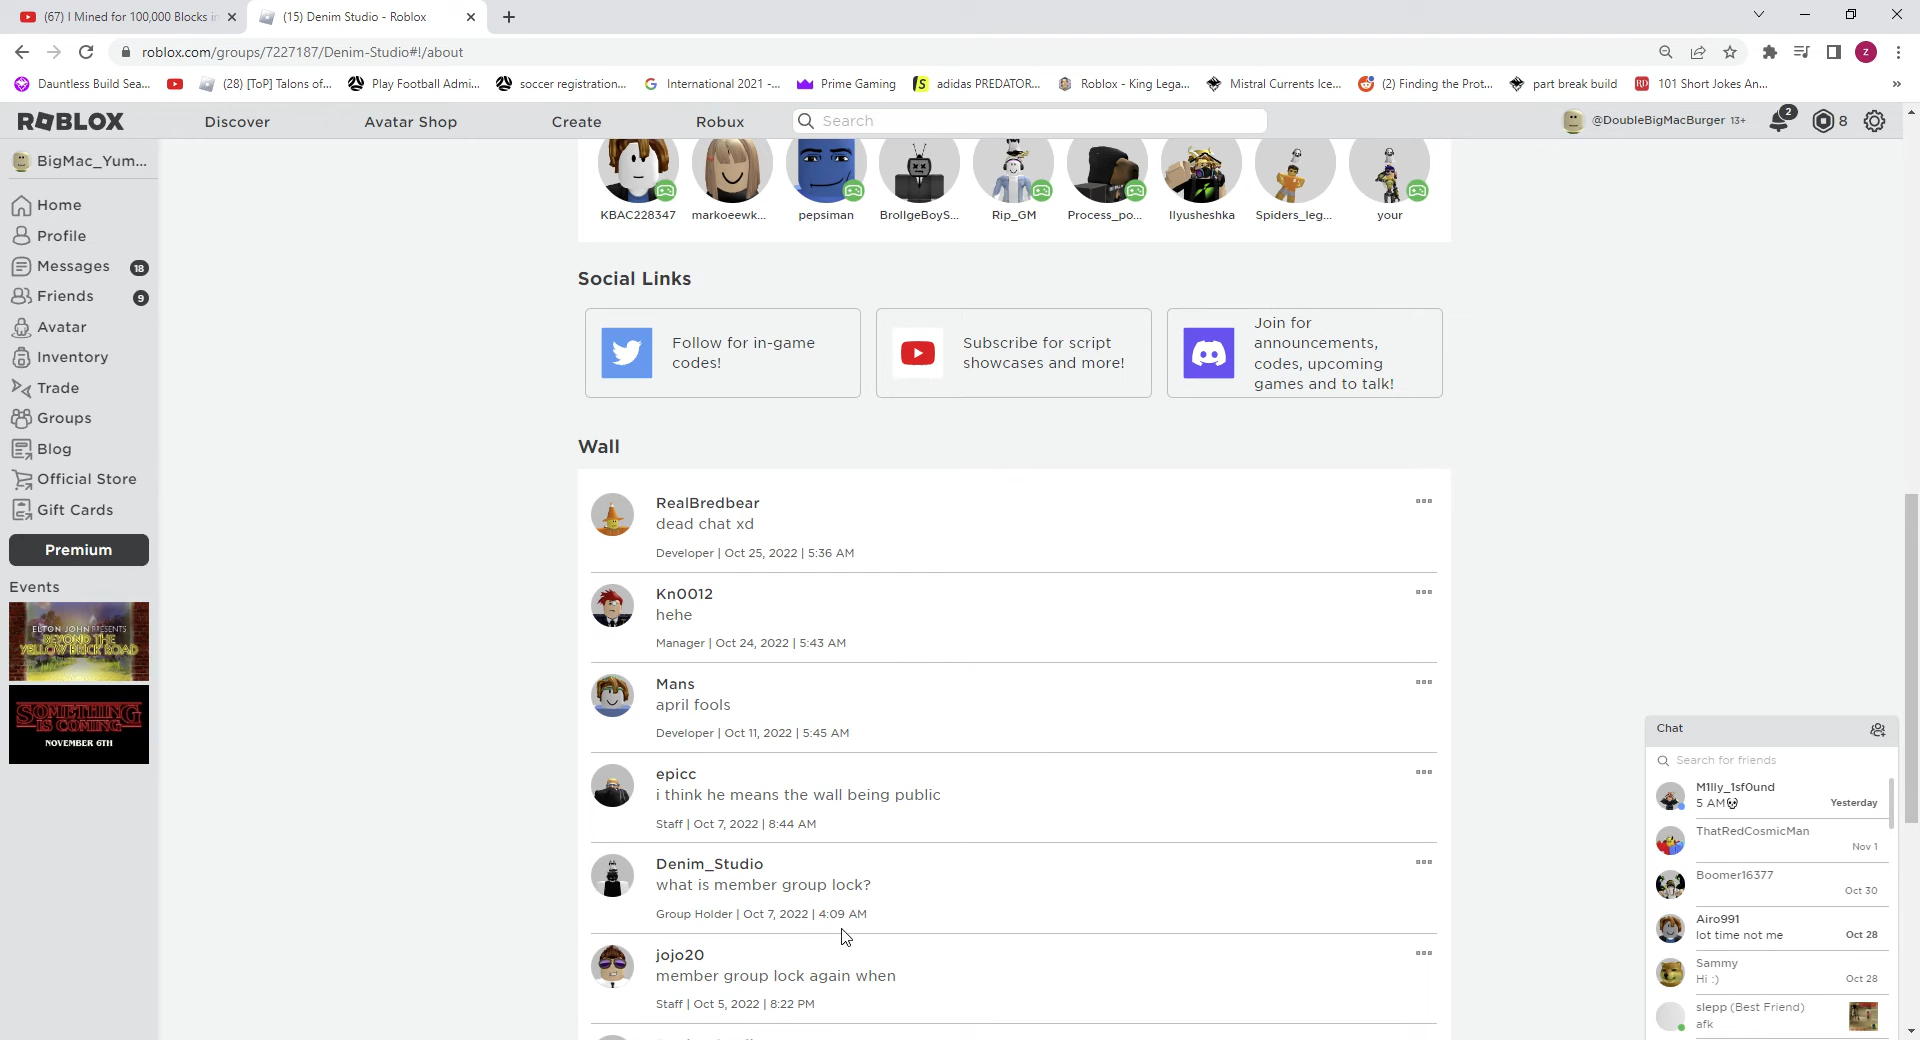 (67) I Mined for 100,000 Blocks in
(15) Denim Studio - Roblox
roblox.com/groups/7227187/Denim-Studio#!/about
z
Dauntless Build Sea...
(28) [ToP] Talons of...
Play Football Admi...
soccer registration...
International 2021 -...
Prime Gaming
adidas PREDATOR...
Roblox - King Lega...
Mistral Currents Ice...
(2) Finding the Prot...
part break build
101 Short Jokes An...
»
ROBLOX
Discover
Avatar Shop
Create
Robux
Search
@DoubleBigMacBurger 13+
2
8
BigMac_Yum...
Home
Profile
Messages 18
Friends 9
Avatar
Inventory
Trade
Groups
Blog
Official Store
Gift Cards
Premium
Events
ELTON JOHN PRESENTS
BEYOND THE
YELLOW BRICK ROAD
SOMETHING
IS COMING
NOVEMBER 6TH
KBAC228347
markoeewk...
pepsiman
BrollgeBoyS...
Rip_GM
Process_po...
Ilyusheshka
Spiders_leg...
your
Social Links
Follow for in-game
codes!
Subscribe for script
showcases and more!
Join for
announcements,
codes, upcoming
games and to talk!
Wall
RealBredbear
dead chat xd
Developer | Oct 25, 2022 | 5:36 AM
Kn0012
hehe
Manager | Oct 24, 2022 | 5:43 AM
Mans
april fools
Developer | Oct 11, 2022 | 5:45 AM
epicc
i think he means the wall being public
Staff | Oct 7, 2022 | 8:44 AM
Denim_Studio
what is member group lock?
Group Holder | Oct 7, 2022 | 4:09 AM
jojo20
member group lock again when
Staff | Oct 5, 2022 | 8:22 PM
Chat
Search for friends
M1lly_1sf0und
5 AM💀
Yesterday
ThatRedCosmicMan
Nov 1
Boomer16377
Oct 30
Airo991
lot time not me
Oct 28
Sammy
Hi :)
Oct 28
slepp (Best Friend)
afk